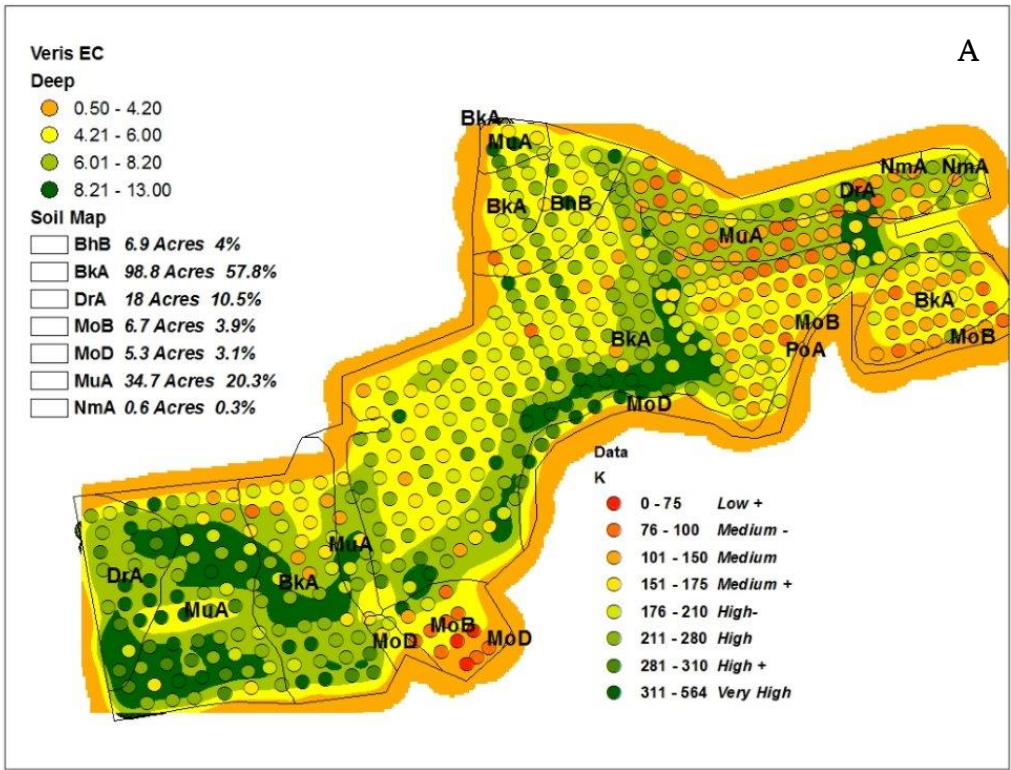 A
Veris EC
Deep
0.50 - 4.20
4.21 - 6.00
6.01 - 8.20
8.21 - 13.00
Soil Map
BhB 6.9 Acres 4%
BkA 98.8 Acres 57.8%
DrA 18 Acres 10.5%
MoB 6.7 Acres 3.9%
MoD 5.3 Acres 3.1%
MuA 34.7 Acres 20.3%
NmA 0.6 Acres 0.3%
BkA
MuA
BkA
BhB
NmA
NmA
DrA
MuA
BkA
BkA
MoB
MoB
PoA
MoD
MuA
DrA
BkA
MuA
MoB
MoD
MoD
Data
K
0 - 75 Low +
76 - 100 Medium -
101 - 150 Medium
151 - 175 Medium +
176 - 210 High-
211 - 280 High
281 - 310 High +
311 - 564 Very High